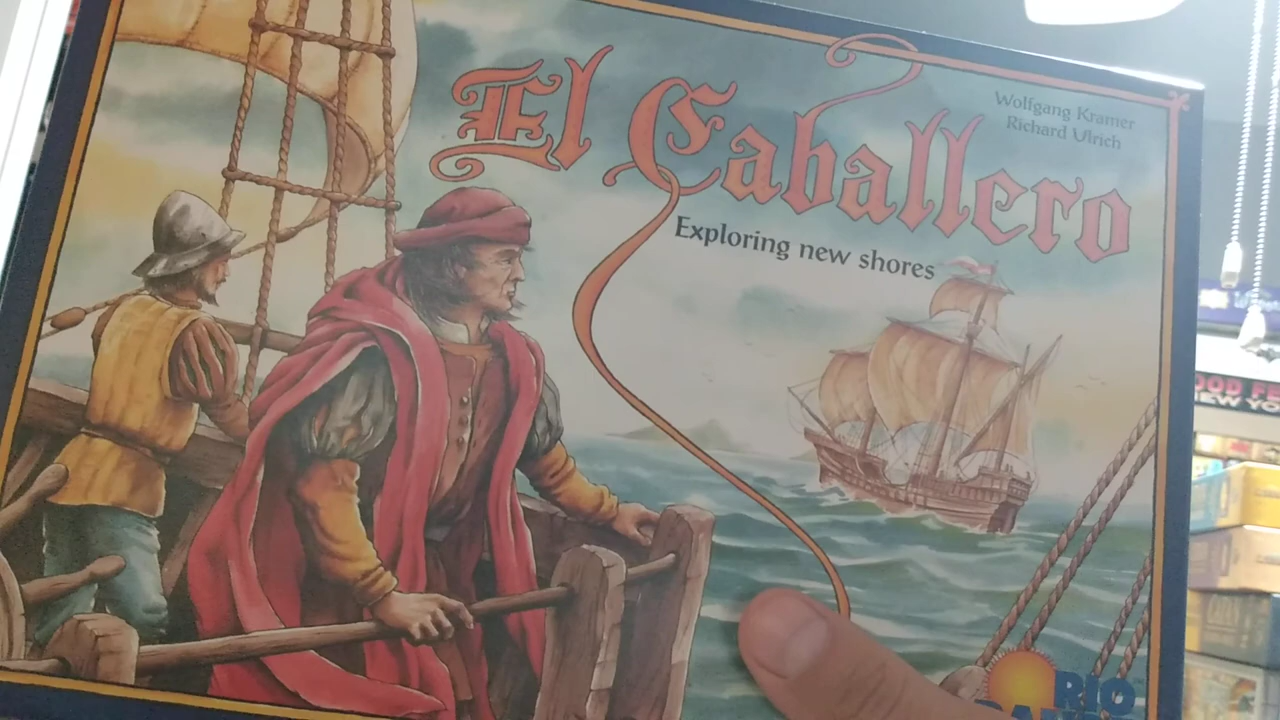 El Caballero
Wolfgang Kramer
Richard Ulrich
Exploring new shores
RIO